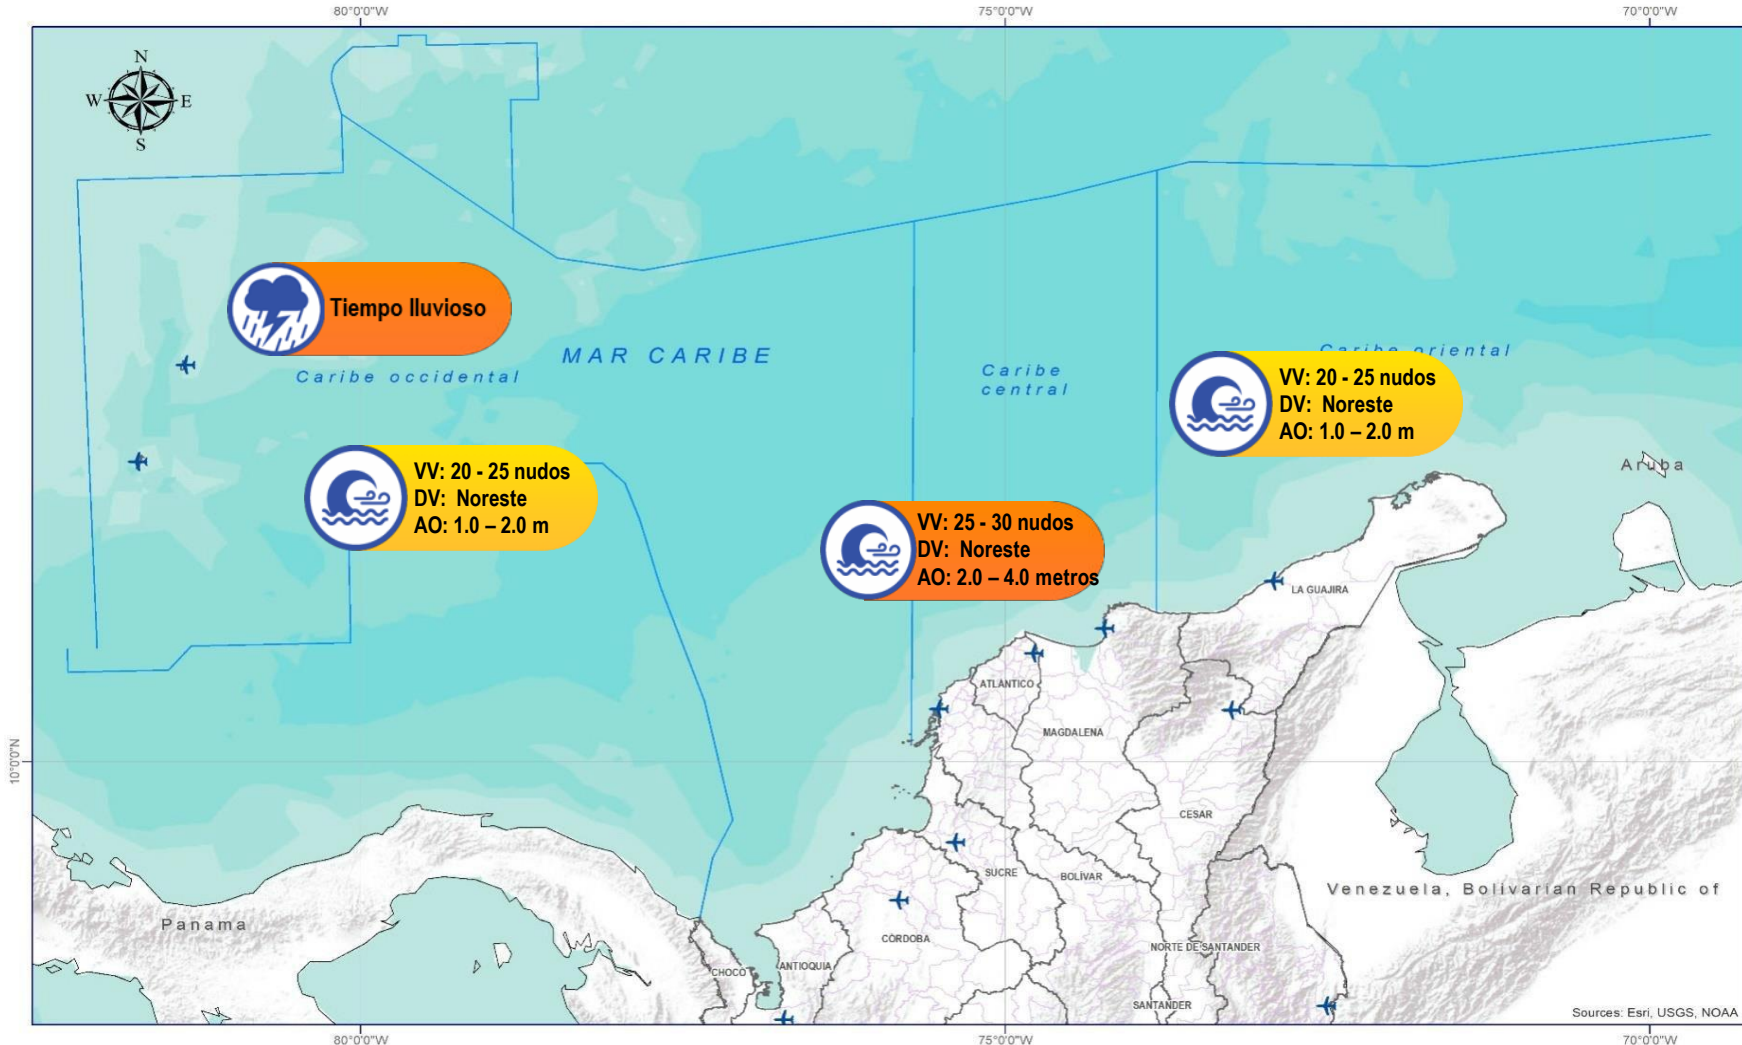 80°0'0"W
75°0'0"W
70°0'0"W
N
W
E
S
Tiempo lluvioso
MAR CARIBE
Caribe occidental
Caribe
central
Caribe oriental
VV: 20 - 25 nudos
DV: Noreste
AO: 1.0 – 2.0 m
VV: 20 - 25 nudos
DV: Noreste
AO: 1.0 – 2.0 m
VV: 25 - 30 nudos
DV: Noreste
AO: 2.0 – 4.0 metros
Aruba
LA GUAJIRA
ATLÁNTICO
MAGDALENA
10°0'0"N
CESAR
SUCRE
BOLÍVAR
Venezuela, Bolivarian Republic of
Panama
CÓRDOBA
NORTE DE SANTANDER
CHOCÓ
ANTIOQUIA
SANTANDER
Sources: Esri, USGS, NOAA
80°0'0"W
75°0'0"W
70°0'0"W